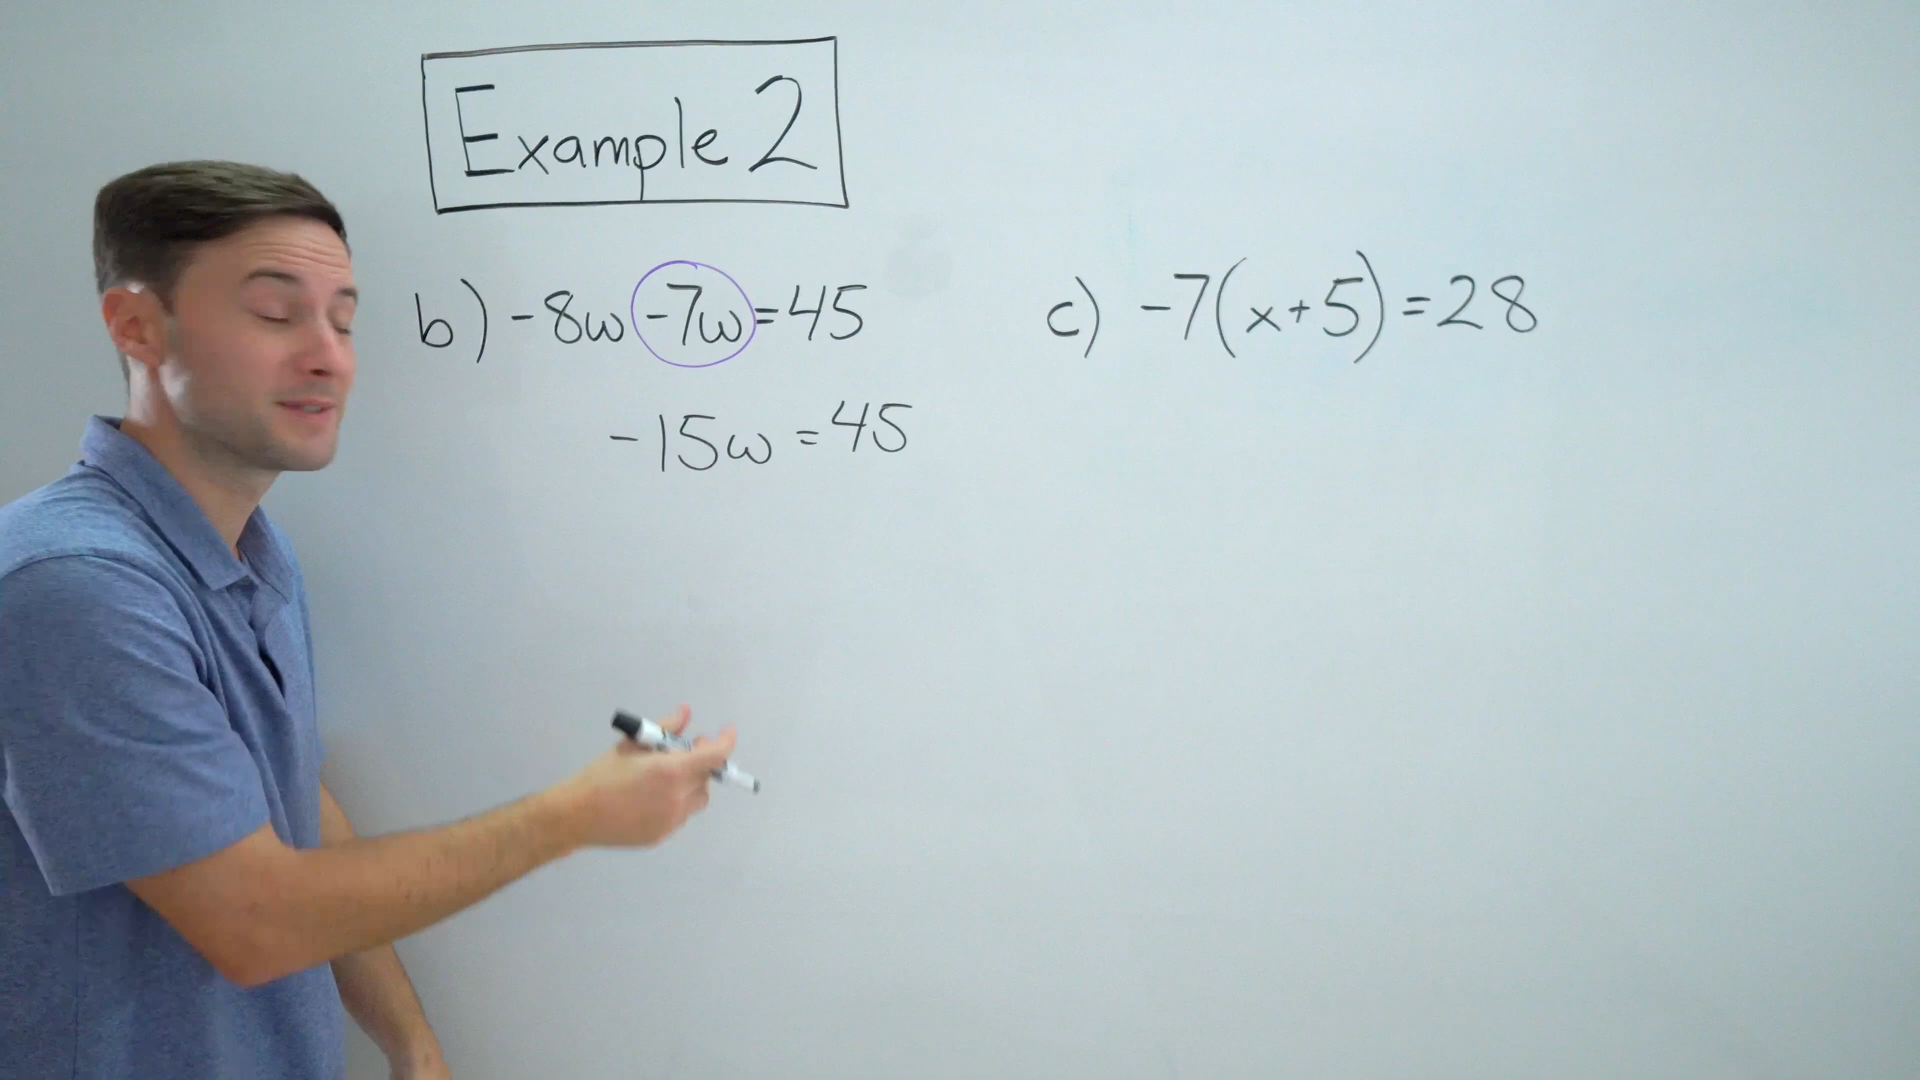 Example 2
b) -8w -7w = 45
-15w = 45
c) -7(x+5) = 28